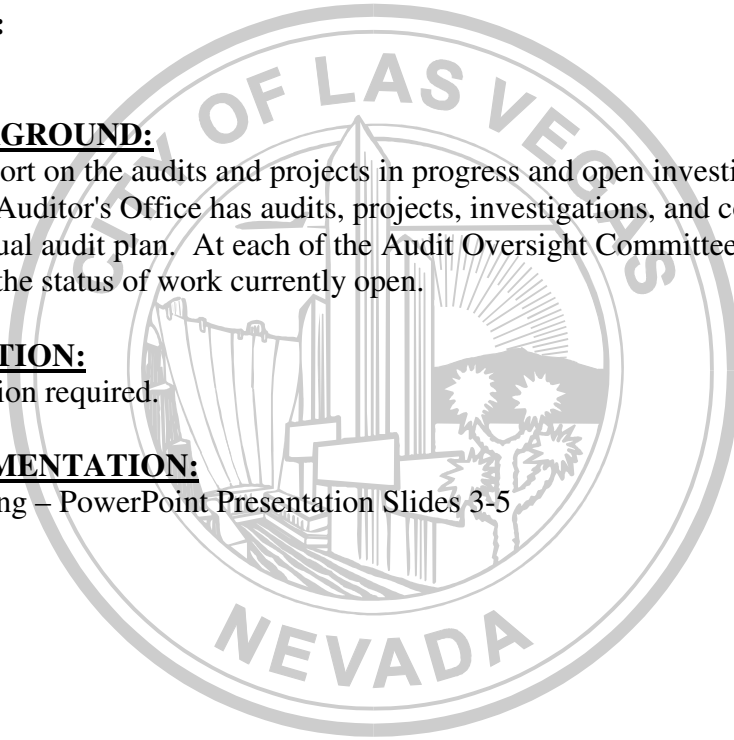 :
GROUND:
ort on the audits and projects in progress and open investi
Auditor's Office has audits, projects, investigations, and co
ual audit plan.  At each of the Audit Oversight Committee
the status of work currently open.
TION:
ion required.
MENTATION:
ng – PowerPoint Presentation Slides 3-5
CITY OF LAS VEGAS
NEVADA